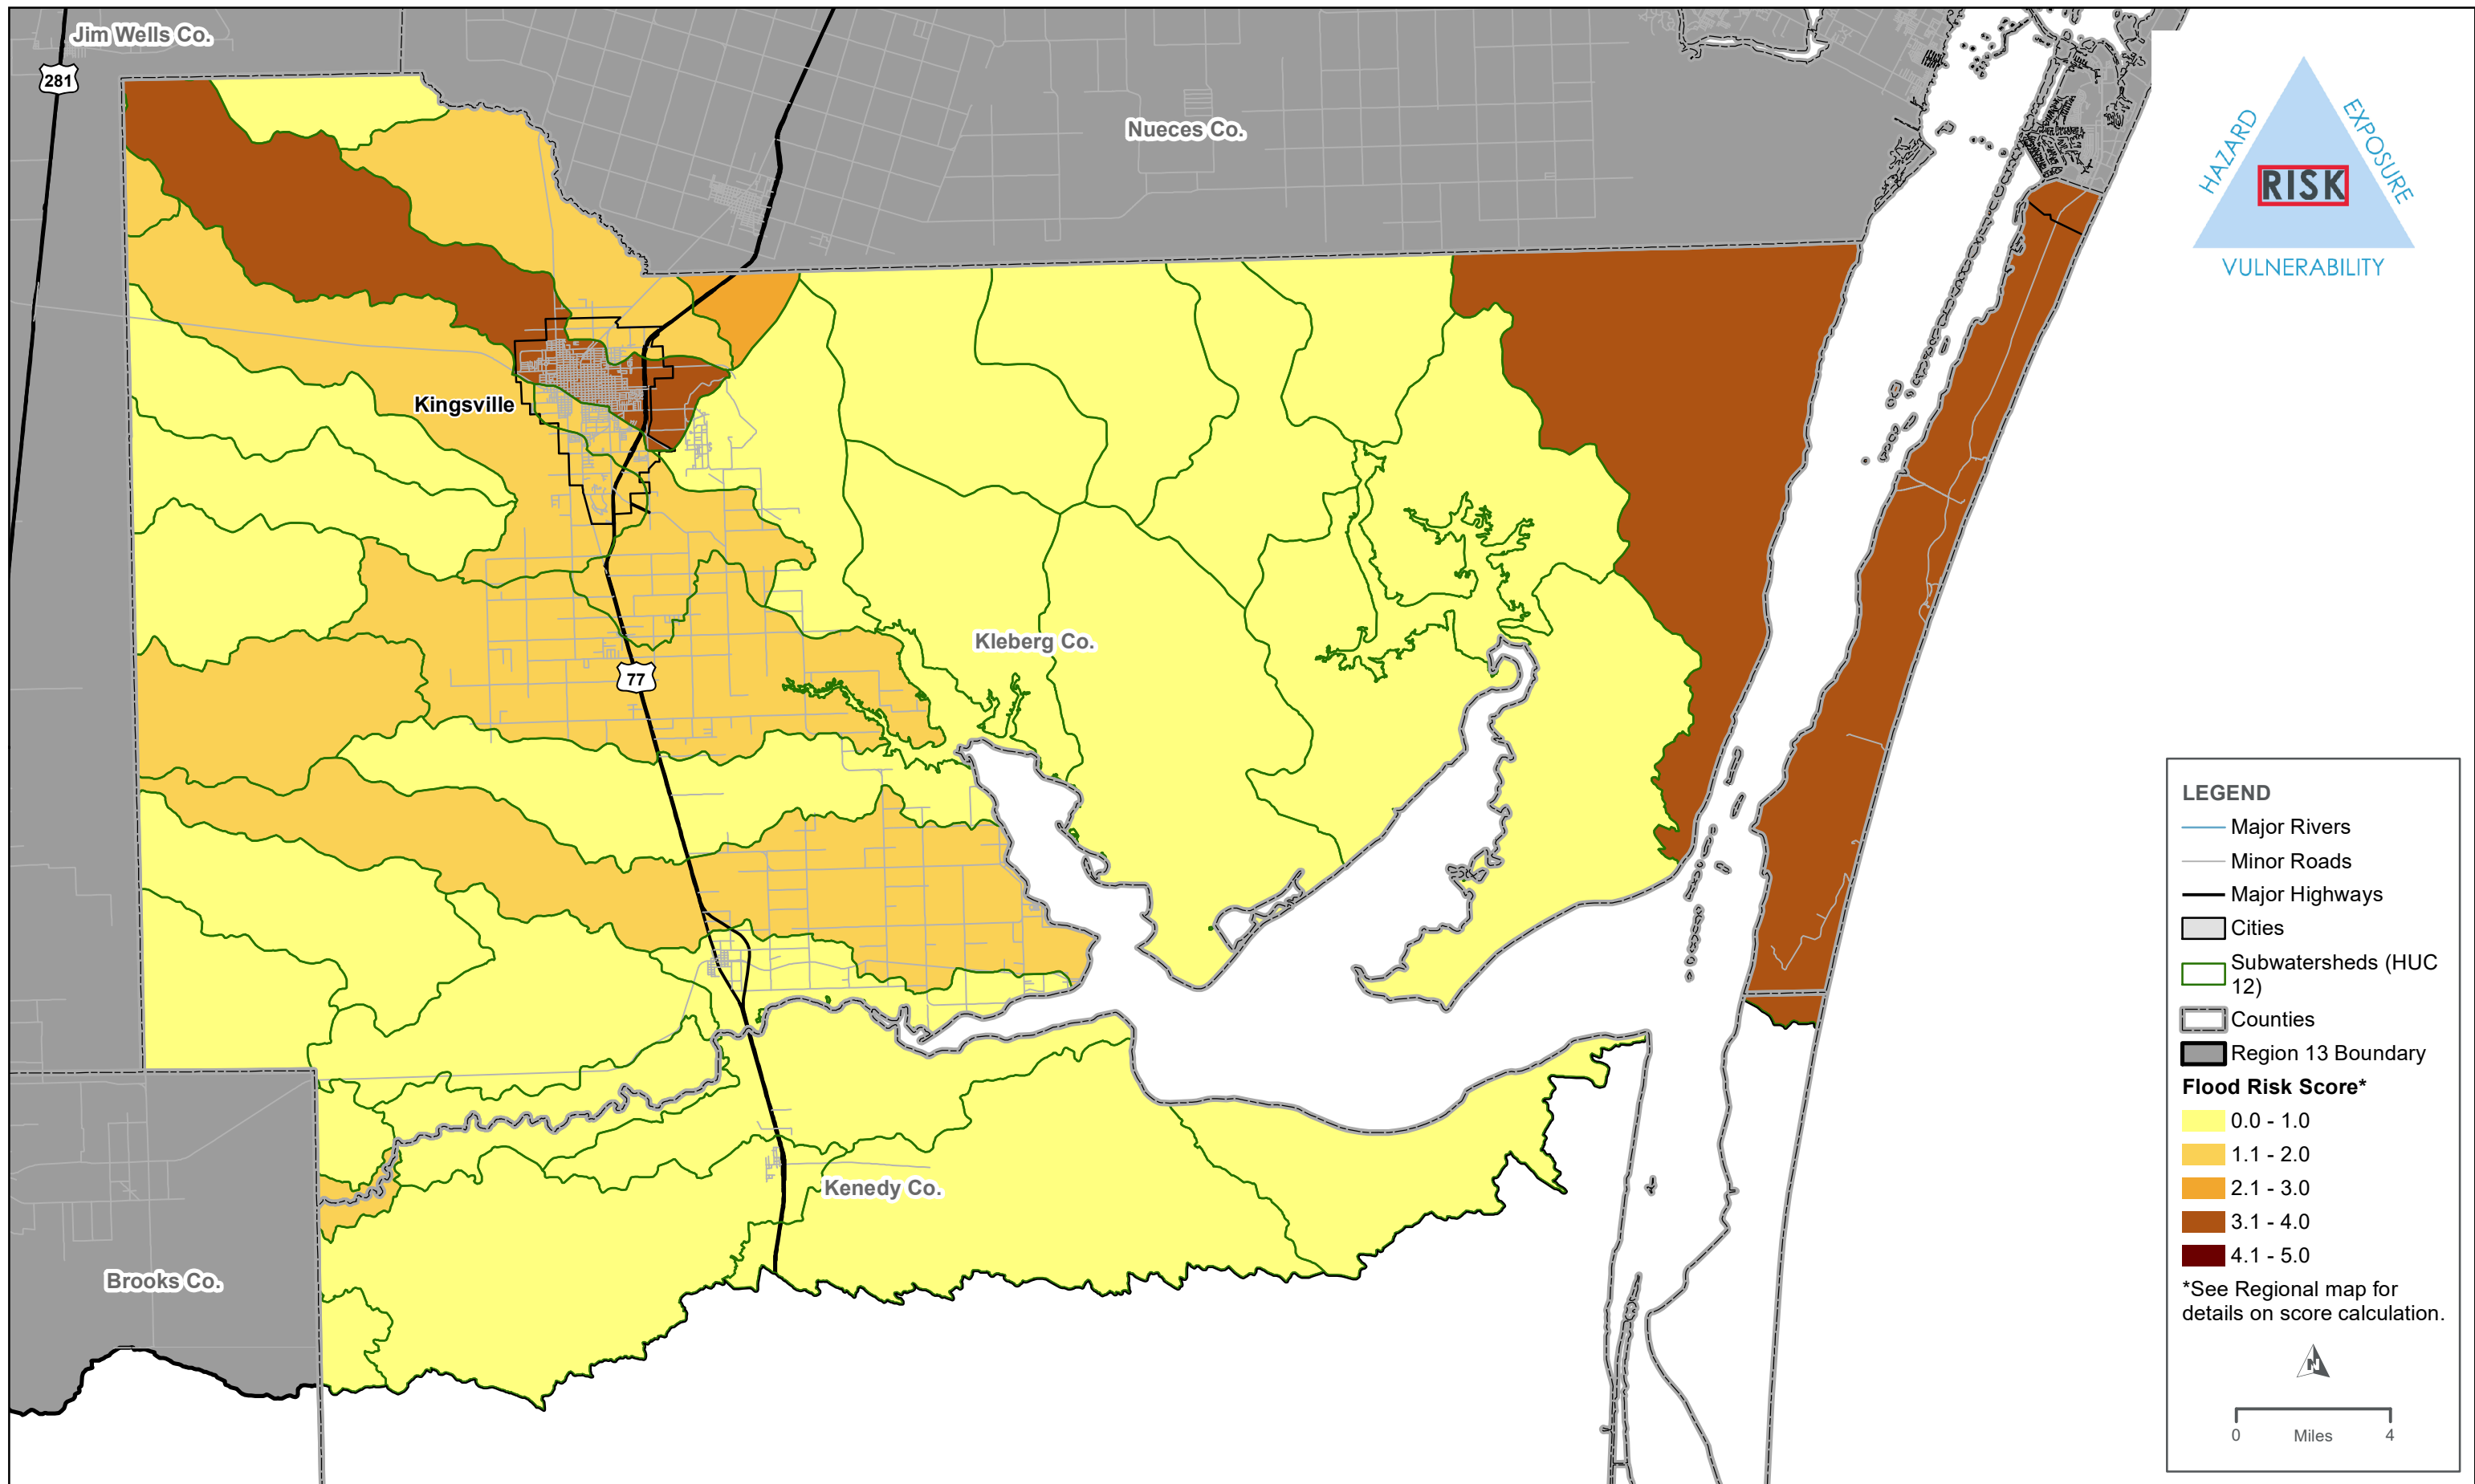 Jim Wells Co.
281
Nueces Co.
HAZARD
EXPOSURE
RISK
VULNERABILITY
Kingsville
Kleberg Co.
77
Kenedy Co.
Brooks Co.
LEGEND
Major Rivers
Minor Roads
Major Highways
Cities
Subwatersheds (HUC
12)
Counties
Region 13 Boundary
Flood Risk Score*
0.0 - 1.0
1.1 - 2.0
2.1 - 3.0
3.1 - 4.0
4.1 - 5.0
*See Regional map for
details on score calculation.
N
0 Miles 4